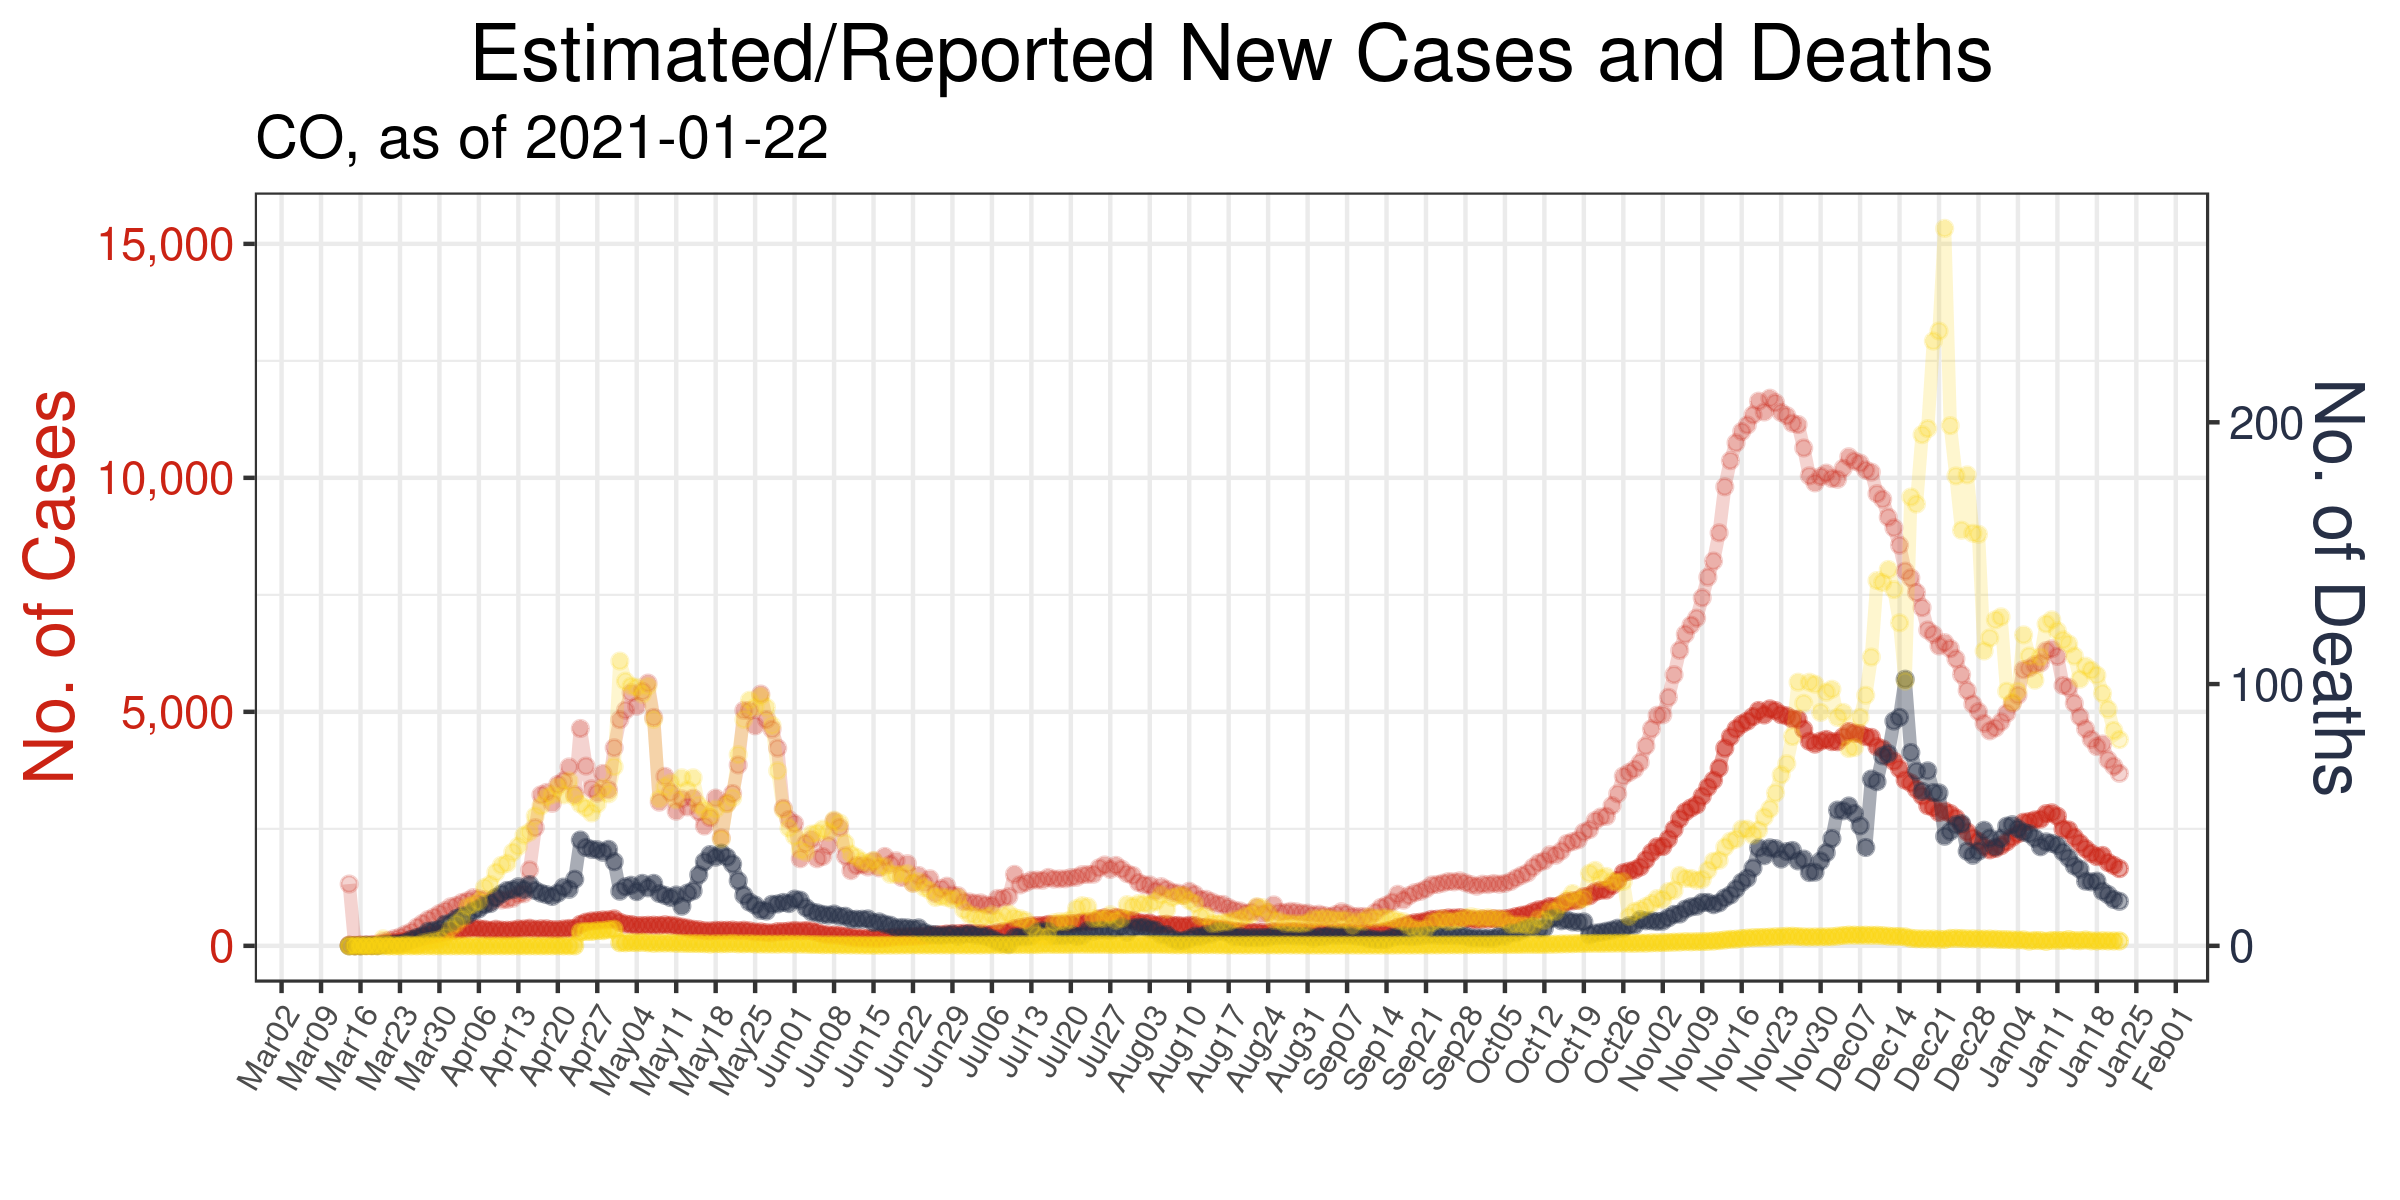 Estimated/Reported New Cases and Deaths
CO, as of 2021-01-22
No. of Cases
15,000
10,000
5,000
0
No. of Deaths
200
100
0
Mar02 Mar09 Mar16 Mar23 Mar30 Apr06 Apr13 Apr20 Apr27 May04 May11 May18 May25 Jun01 Jun08 Jun15 Jun22 Jun29 Jul06 Jul13 Jul20 Jul27 Aug03 Aug10 Aug17 Aug24 Aug31 Sep07 Sep14 Sep21 Sep28 Oct05 Oct12 Oct19 Oct26 Nov02 Nov09 Nov16 Nov23 Nov30 Dec07 Dec14 Dec21 Dec28 Jan04 Jan11 Jan18 Jan25 Feb01